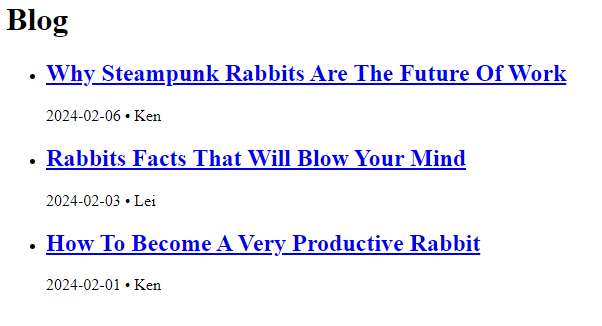 Blog
• Why Steampunk Rabbits Are The Future Of Work
2024-02-06 • Ken
• Rabbits Facts That Will Blow Your Mind
2024-02-03 • Lei
• How To Become A Very Productive Rabbit
2024-02-01 • Ken